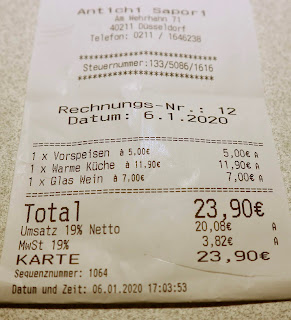 Antichi Sapori
Am Wehrhahn 71
40211 Düsseldorf
Telefon: 0211 / 1646238
************************
Steuernummer:133/5086/1616
************************
Rechnungs-Nr.: 12
Datum: 6.1.2020
1 x Vorspeisen à 5,00€ 5,00€ A
1 x Warme Küche à 11,90€ 11,90€ A
1 x Glas Wein à 7,00€ 7,00€ A
Total 23,90€
Umsatz 19% Netto 20,08€ A
MwSt 19% 3,82€ A
KARTE 23,90€
Sequenznummer: 1064
Datum und Zeit: 06.01.2020 17:03:53